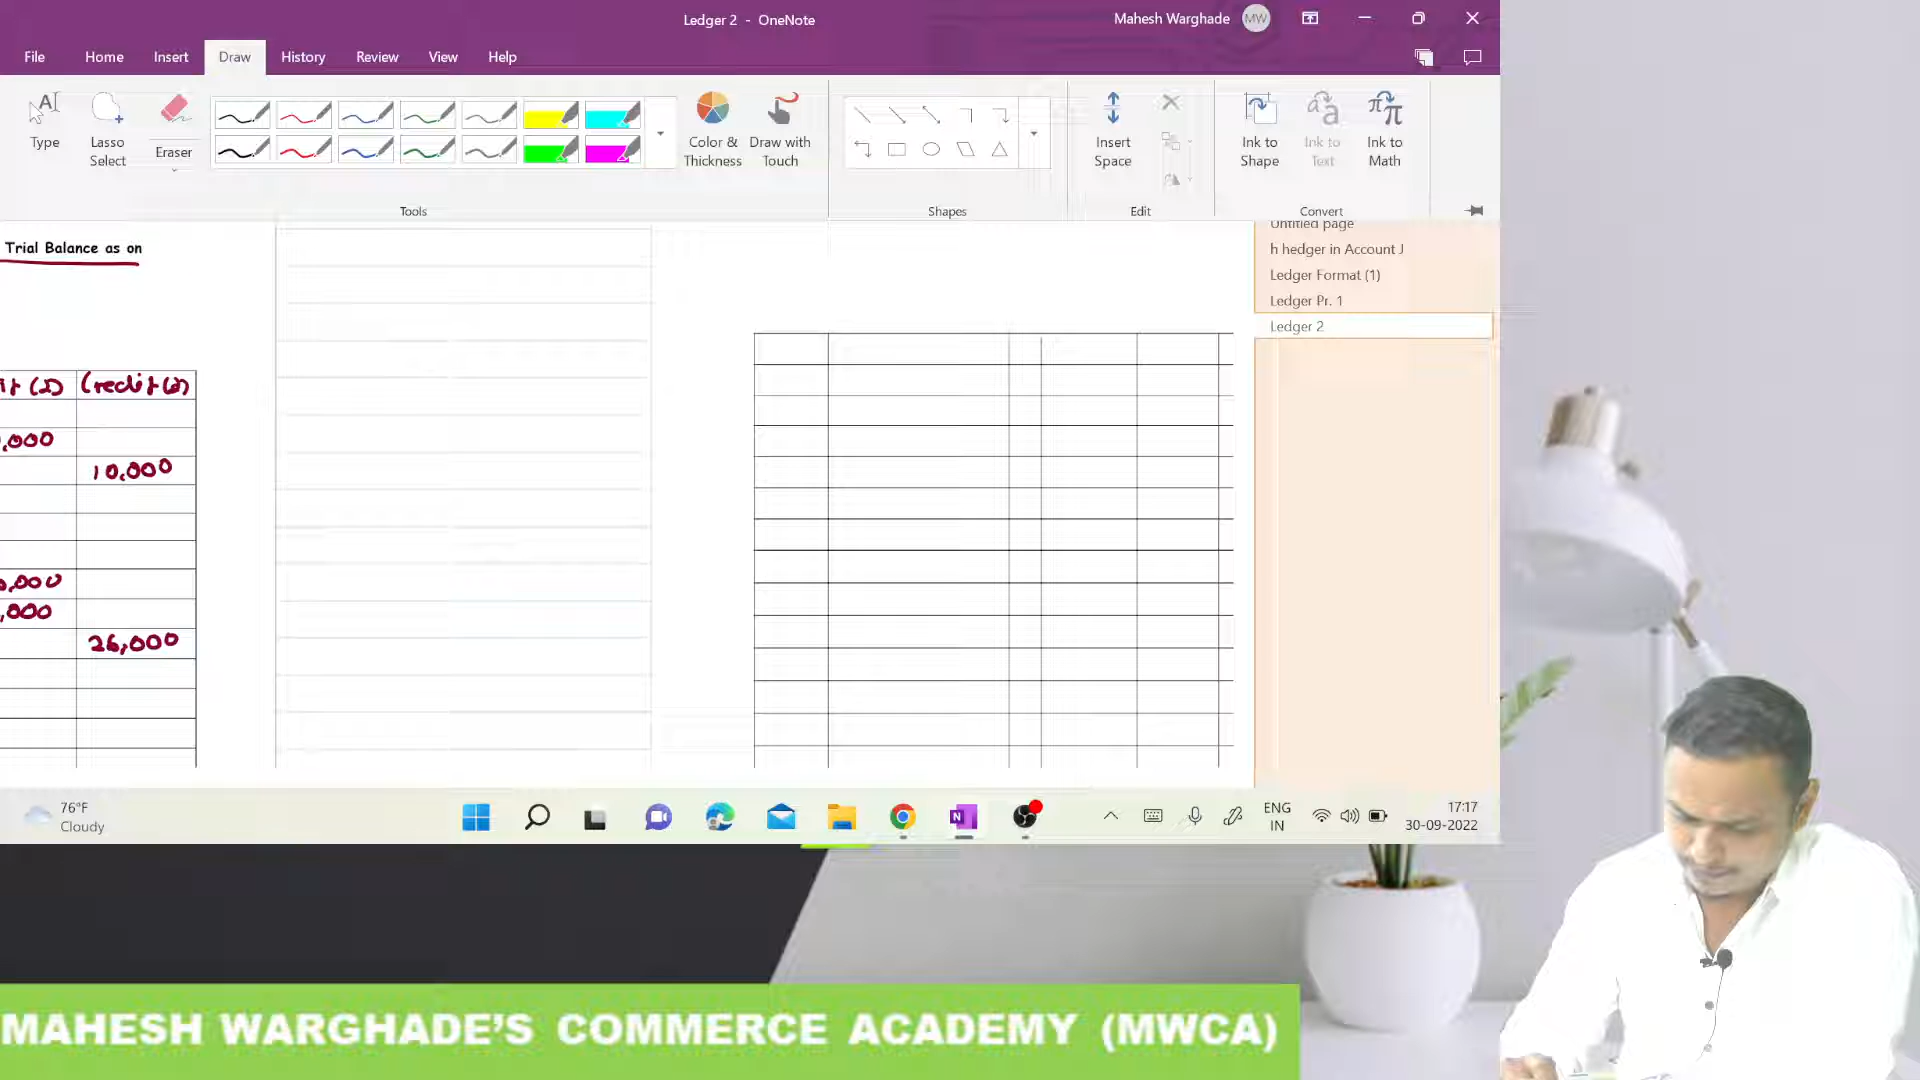 Ledger 2 - OneNote
Mahesh Warghade
MW
File
Home
Insert
Draw
History
Review
View
Help
Type
Lasso Select
Eraser
Color & Thickness
Draw with Touch
Insert Space
Ink to Shape
Ink to Text
Ink to Math
Tools
Shapes
Edit
Convert
Trial Balance as on
Untitled page
h hedger in Account J
Ledger Format (1)
Ledger Pr. 1
Ledger 2
Credit (₹)
,000
10,000
,000
,000
26,000
76°F
Cloudy
ENG
IN
17:17
30-09-2022
MAHESH WARGHADE'S COMMERCE ACADEMY (MWCA)